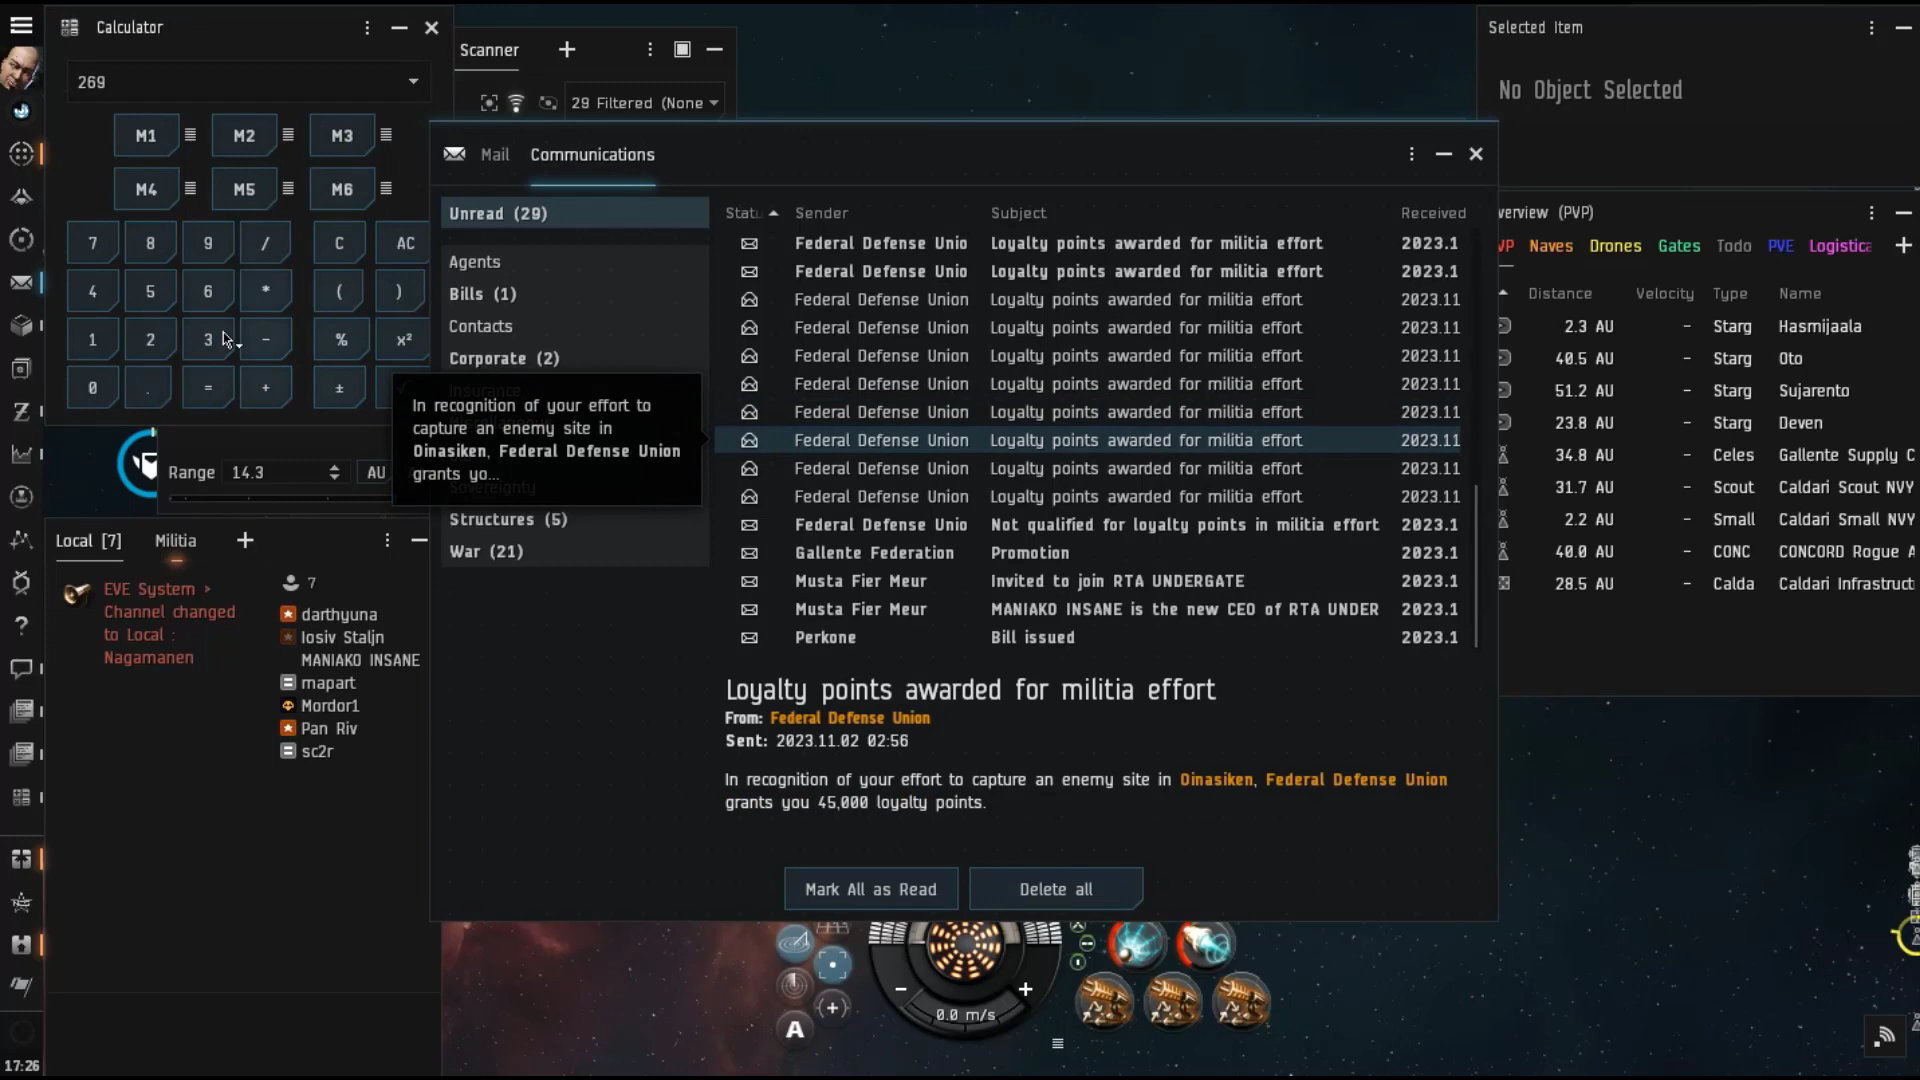 Calculator
269
M1
M2
M3
M4
M5
M6
7 8 9 / C AC
4 5 6 * ( )
1 2 3 - % x²
0 . = + ±
Scanner
29 Filtered (None
Range 14.3 AU
Local [7]
Militia
EVE System >
Channel changed
to Local :
Nagamanen
7
darthyuna
Iosiv Staljn
MANIAKO INSANE
mapart
Mordor1
Pan Riv
sc2r
17:26
Mail
Communications
Unread (29)
Agents
Bills (1)
Contacts
Corporate (2)
Insurance
In recognition of your effort to
capture an enemy site in
Oinasiken, Federal Defense Union
grants yo...
Sovereignty
Structures (5)
War (21)
Statu Sender Subject Received
Federal Defense Unio Loyalty points awarded for militia effort 2023.1
Federal Defense Unio Loyalty points awarded for militia effort 2023.1
Federal Defense Union Loyalty points awarded for militia effort 2023.11
Federal Defense Union Loyalty points awarded for militia effort 2023.11
Federal Defense Union Loyalty points awarded for militia effort 2023.11
Federal Defense Union Loyalty points awarded for militia effort 2023.11
Federal Defense Union Loyalty points awarded for militia effort 2023.11
Federal Defense Union Loyalty points awarded for militia effort 2023.11
Federal Defense Union Loyalty points awarded for militia effort 2023.11
Federal Defense Union Loyalty points awarded for militia effort 2023.11
Federal Defense Unio Not qualified for loyalty points in militia effort 2023.1
Gallente Federation Promotion 2023.1
Musta Fier Meur Invited to join RTA UNDERGATE 2023.1
Musta Fier Meur MANIAKO INSANE is the new CEO of RTA UNDER 2023.1
Perkone Bill issued 2023.1
Loyalty points awarded for militia effort
From: Federal Defense Union
Sent: 2023.11.02 02:56
In recognition of your effort to capture an enemy site in Oinasiken, Federal Defense Union
grants you 45,000 loyalty points.
Mark All as Read
Delete all
0.0 m/s
A
Selected Item
No Object Selected
verview (PVP)
VP Naves Drones Gates Todo PVE Logistica
Distance Velocity Type Name
2.3 AU - Starg Hasmijaala
40.5 AU - Starg Oto
51.2 AU - Starg Sujarento
23.8 AU - Starg Deven
34.8 AU - Celes Gallente Supply C
31.7 AU - Scout Caldari Scout NVY
2.2 AU - Small Caldari Small NVY
40.0 AU - CONC CONCORD Rogue A
28.5 AU - Calda Caldari Infrastruct